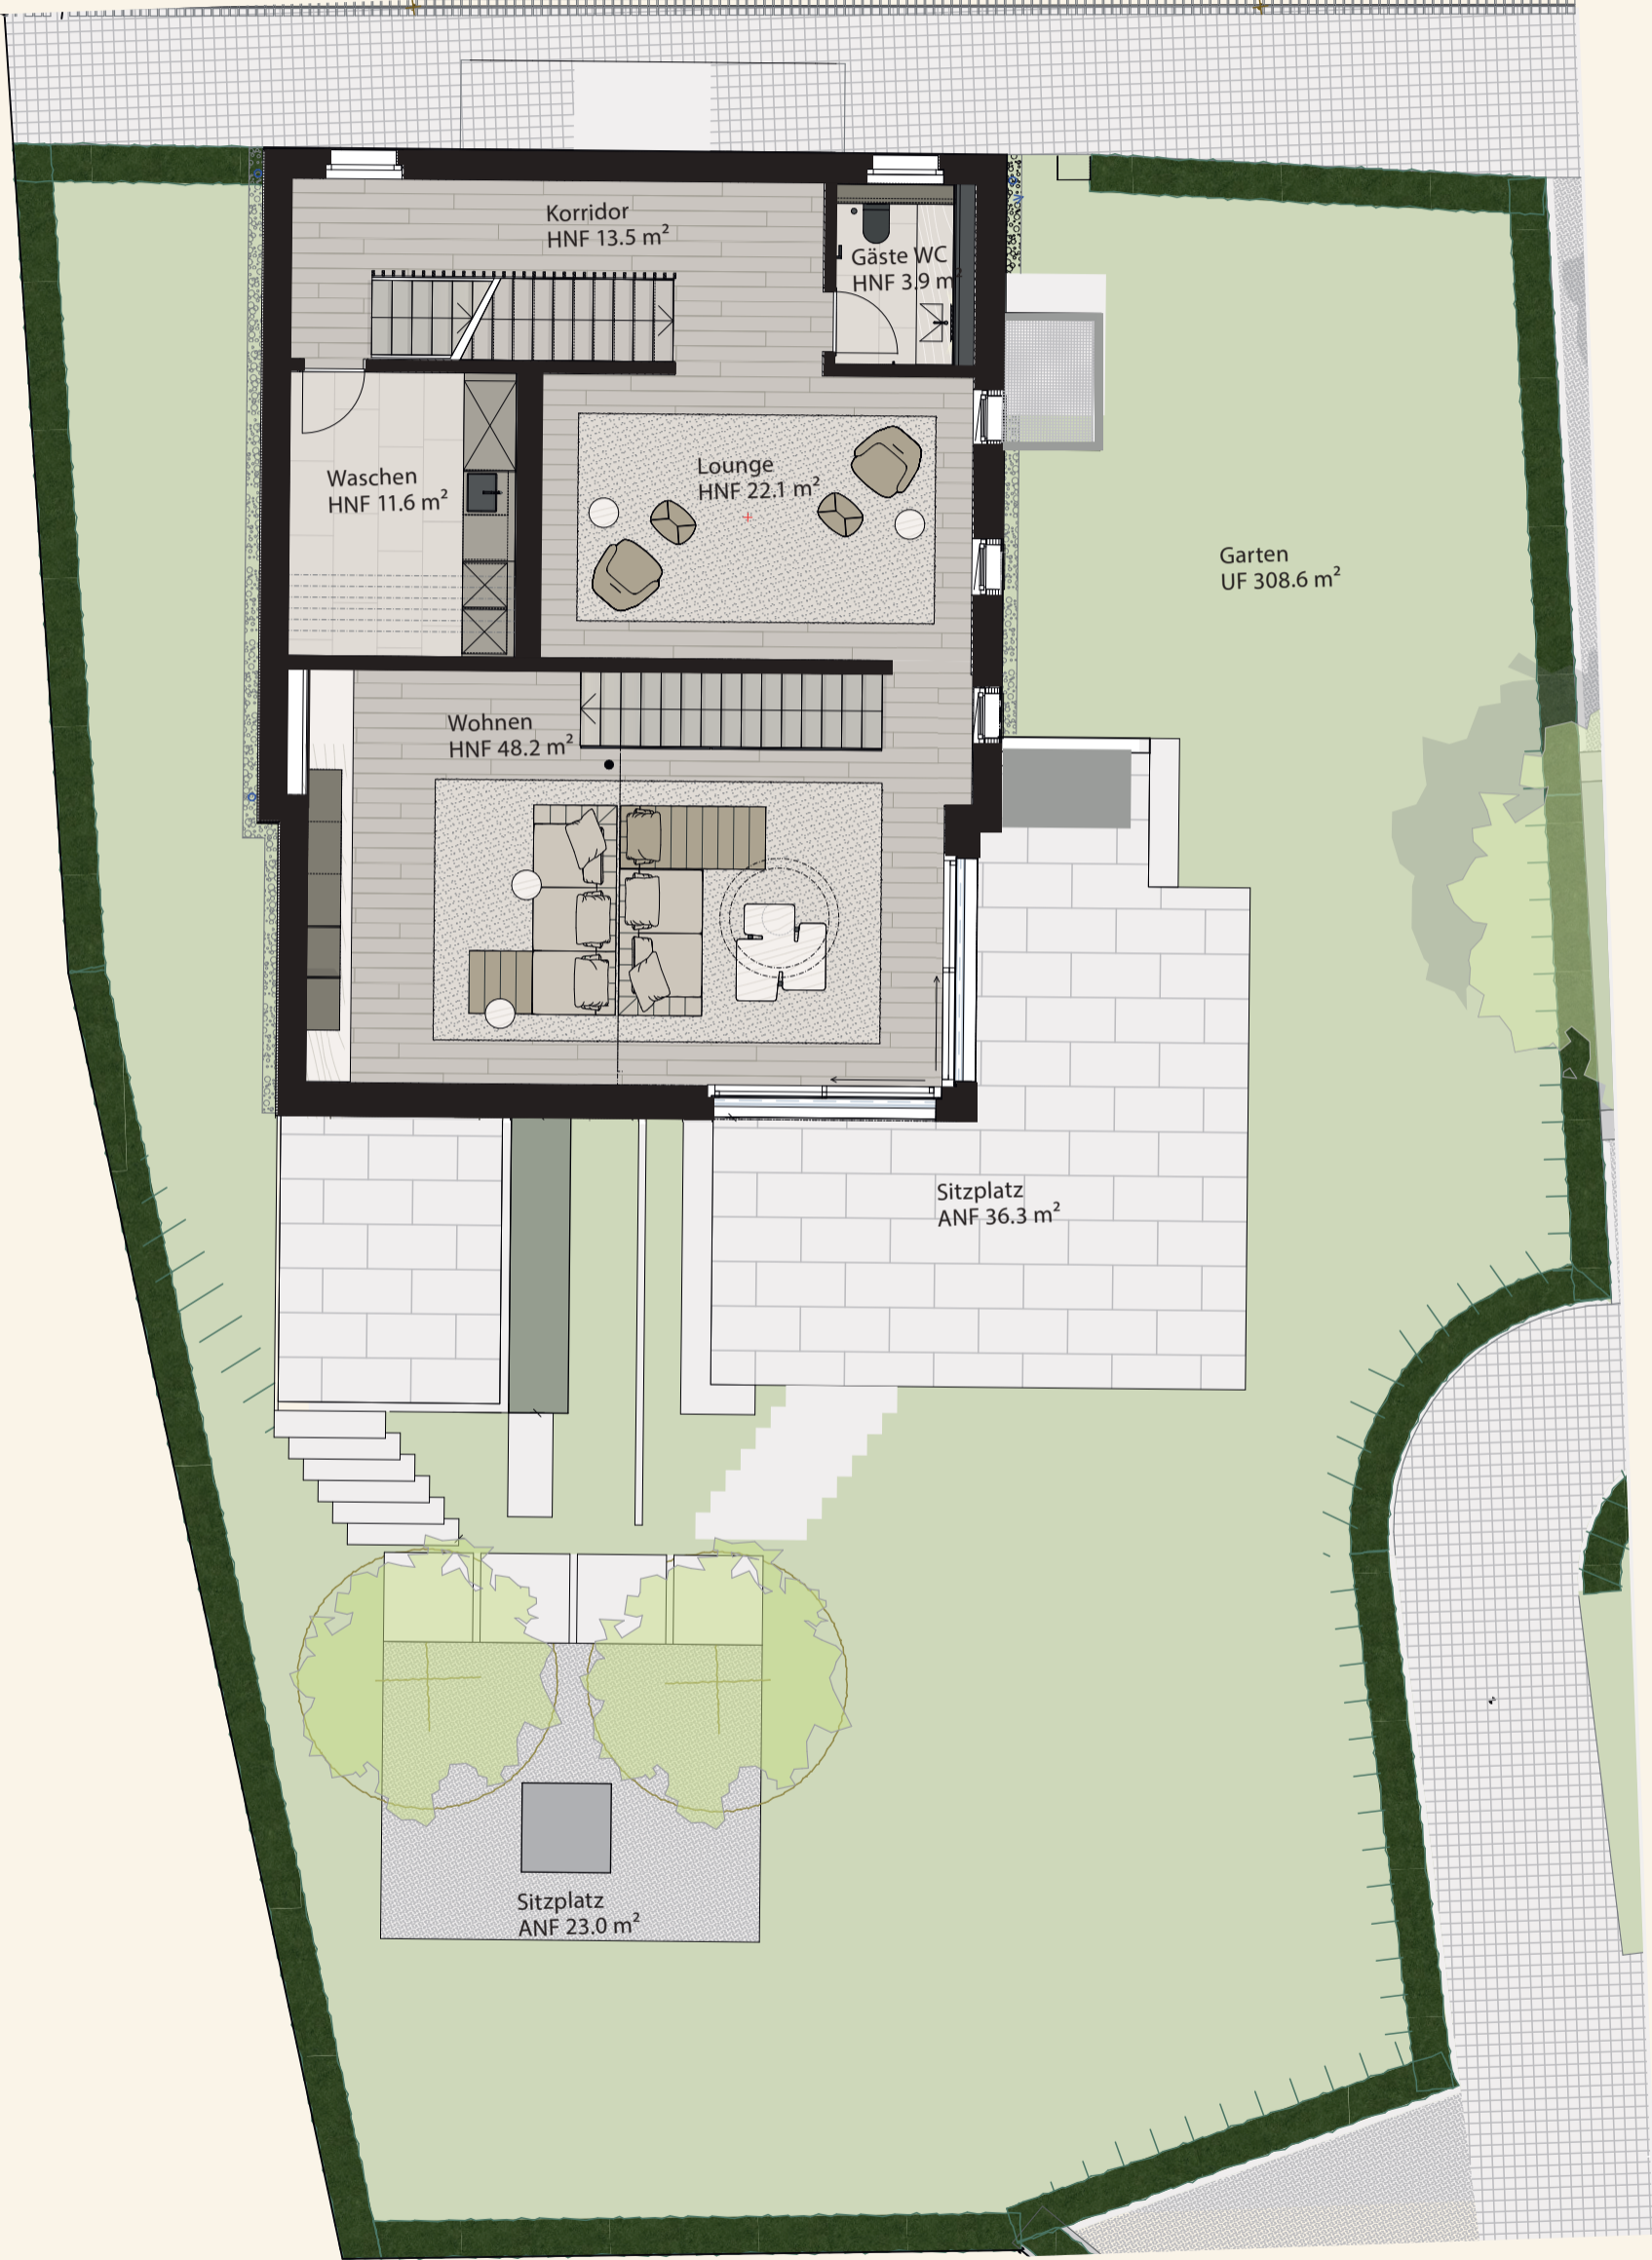 Korridor
HNF 13.5 m²
Gäste WC
HNF 3.9 m²
Lounge
HNF 22.1 m²
Waschen
HNF 11.6 m²
Garten
UF 308.6 m²
Wohnen
HNF 48.2 m²
Sitzplatz
ANF 36.3 m²
Sitzplatz
ANF 23.0 m²